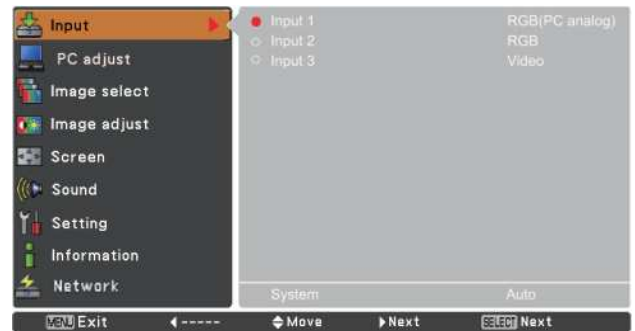 Input
PC adjust
Image select
Image adjust
Screen
Sound
Setting
Information
Network
Input 1 RGB(PC analog)
Input 2 RGB
Input 3 Video
System Auto
MENU Exit ----- Move Next SELECT Next